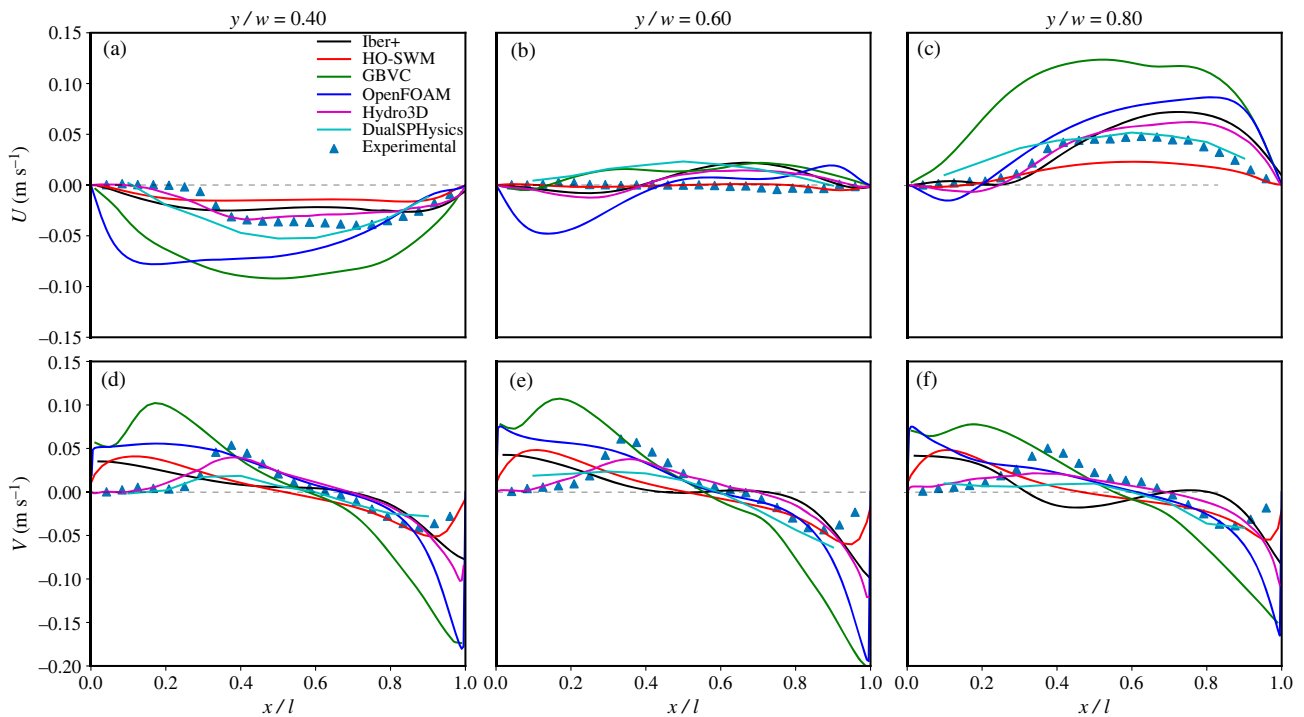 y / w = 0.40
y / w = 0.60
y / w = 0.80
0.15
0.10
0.05
0.00
−0.05
−0.10
−0.15
U (m s⁻¹)
(a)
Iber+
HO-SWM
GBVC
OpenFOAM
Hydro3D
DualSPHysics
Experimental
(b)
(c)
0.15
0.10
0.05
0.00
−0.05
−0.10
−0.15
−0.20
V (m s⁻¹)
(d)
(e)
(f)
0.0 0.2 0.4 0.6 0.8 1.0
0.0 0.2 0.4 0.6 0.8 1.0
0.0 0.2 0.4 0.6 0.8 1.0
x / l
x / l
x / l